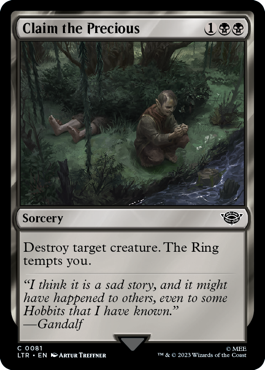 Claim the Precious 1
Sorcery
Destroy target creature. The Ring
tempts you.
“I think it is a sad story, and it might
have happened to others, even to some
Hobbits that I have known.”
—Gandalf
C 0081
LTR • EN Artur Treffner
© MEE
™ & © 2023 Wizards of the Coast